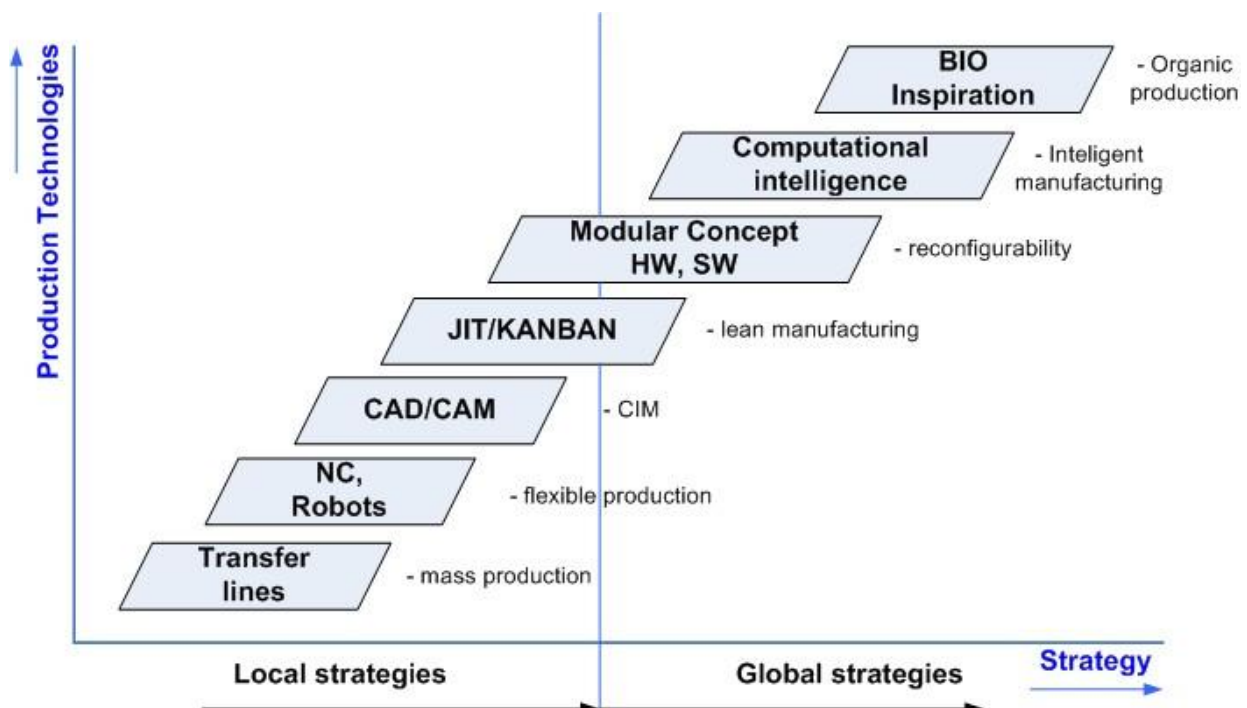 Production Technologies
BIO
Inspiration
- Organic
production
Computational
intelligence
- Inteligent
manufacturing
Modular Concept
HW, SW
- reconfigurability
JIT/KANBAN
- lean manufacturing
CAD/CAM
- CIM
NC,
Robots
- flexible production
Transfer
lines
- mass production
Local strategies
Global strategies
Strategy